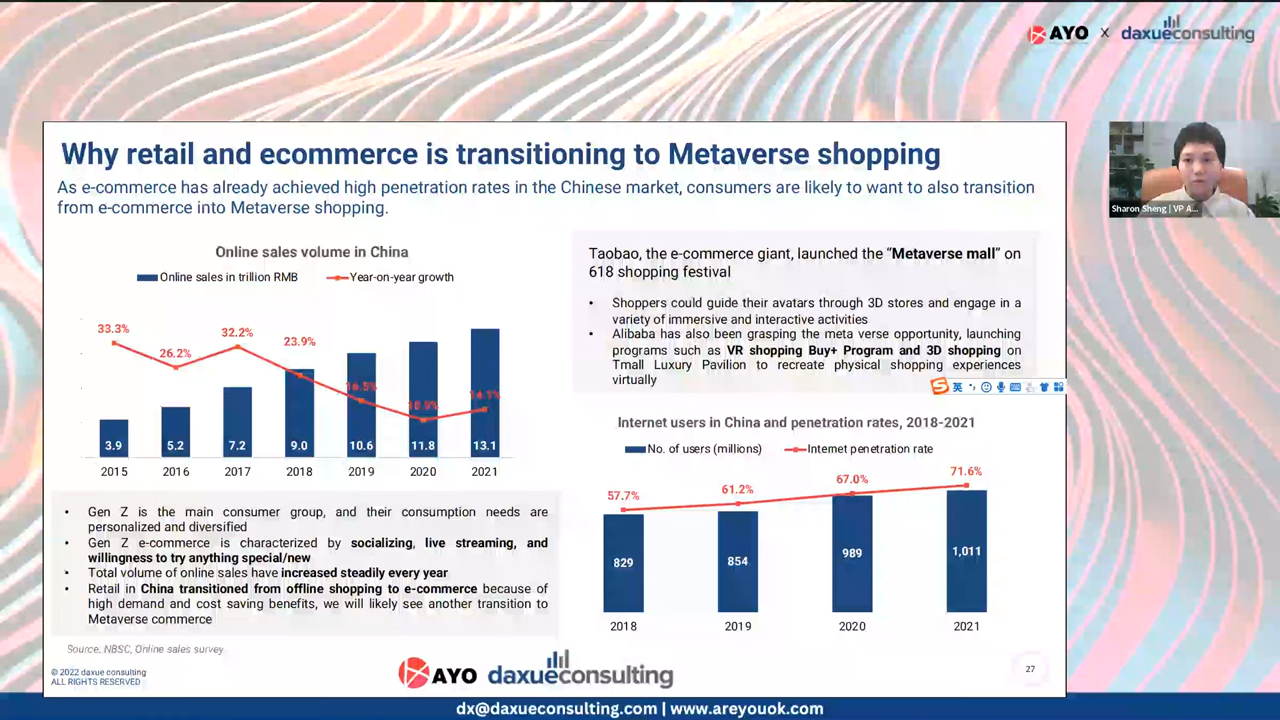 AYO X daxueconsulting
Why retail and ecommerce is transitioning to Metaverse shopping
As e-commerce has already achieved high penetration rates in the Chinese market, consumers are likely to want to also transition
from e-commerce into Metaverse shopping.
Sharon Sheng | VP A...
Online sales volume in China
Online sales in trillion RMB
Year-on-year growth
33.3%
26.2%
32.2%
23.9%
16.5%
14.1%
3.9
5.2
7.2
9.0
10.6
11.8
13.1
2015
2016
2017
2018
2019
2020
2021
Taobao, the e-commerce giant, launched the “Metaverse mall” on
618 shopping festival
• Shoppers could guide their avatars through 3D stores and engage in a
variety of immersive and interactive activities
• Alibaba has also been grasping the meta verse opportunity, launching
programs such as VR shopping Buy+ Program and 3D shopping on
Tmall Luxury Pavilion to recreate physical shopping experiences
virtually
英
Internet users in China and penetration rates, 2018-2021
No. of users (millions)
Internet penetration rate
57.7%
61.2%
67.0%
71.6%
829
854
989
1,011
2018
2019
2020
2021
• Gen Z is the main consumer group, and their consumption needs are
personalized and diversified
• Gen Z e-commerce is characterized by socializing, live streaming, and
willingness to try anything special/new
• Total volume of online sales have increased steadily every year
• Retail in China transitioned from offline shopping to e-commerce because of
high demand and cost saving benefits, we will likely see another transition to
Metaverse commerce
Source: NBSC, Online sales survey
© 2022 daxue consulting
ALL RIGHTS RESERVED
AYO daxueconsulting
27
dx@daxueconsulting.com | www.areyouok.com